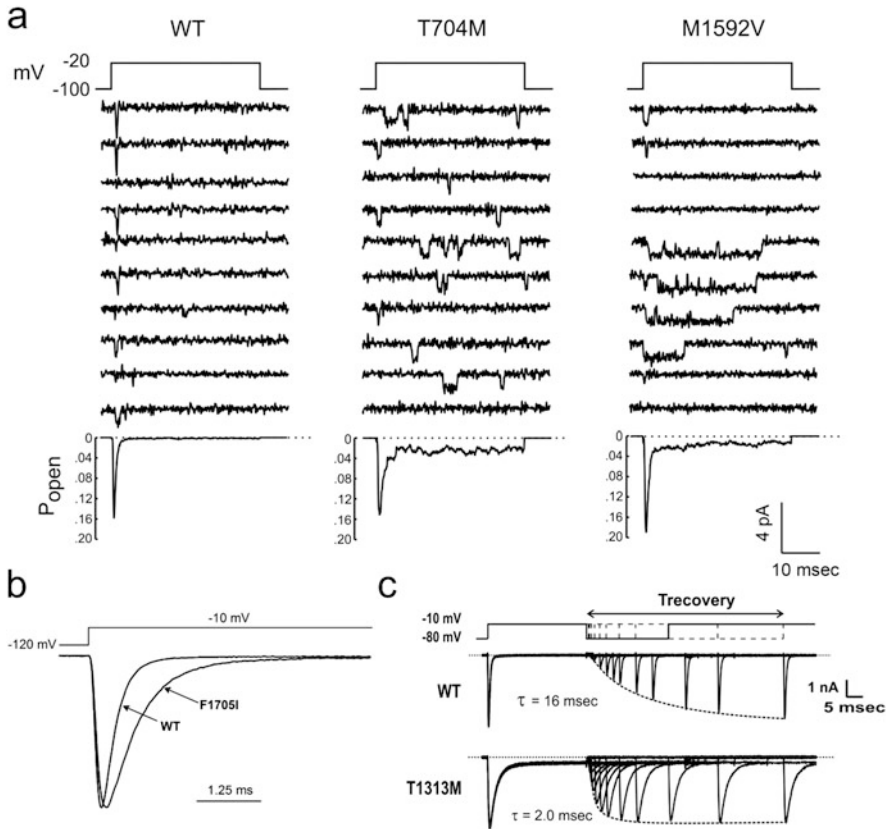 a
WT T704M M1592V
mV
-20
-100
Popen
0 0 0
.04 .04 .04
.08 .08 .08
.12 .12 .12
.16 .16 .16
.20 .20 .20
4 pA
10 msec
b
-10 mV
-120 mV
F1705I
WT
1.25 ms
c
Trecovery
-10 mV
-80 mV
WT
τ = 16 msec
1 nA
5 msec
T1313M
τ = 2.0 msec